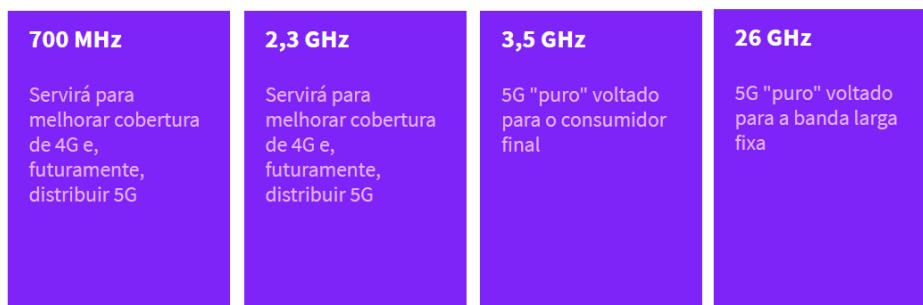 700 MHz
Servirá para
melhorar cobertura
de 4G e,
futuramente,
distribuir 5G
2,3 GHz
Servirá para
melhorar cobertura
de 4G e,
futuramente,
distribuir 5G
3,5 GHz
5G "puro" voltado
para o consumidor
final
26 GHz
5G "puro" voltado
para a banda larga
fixa